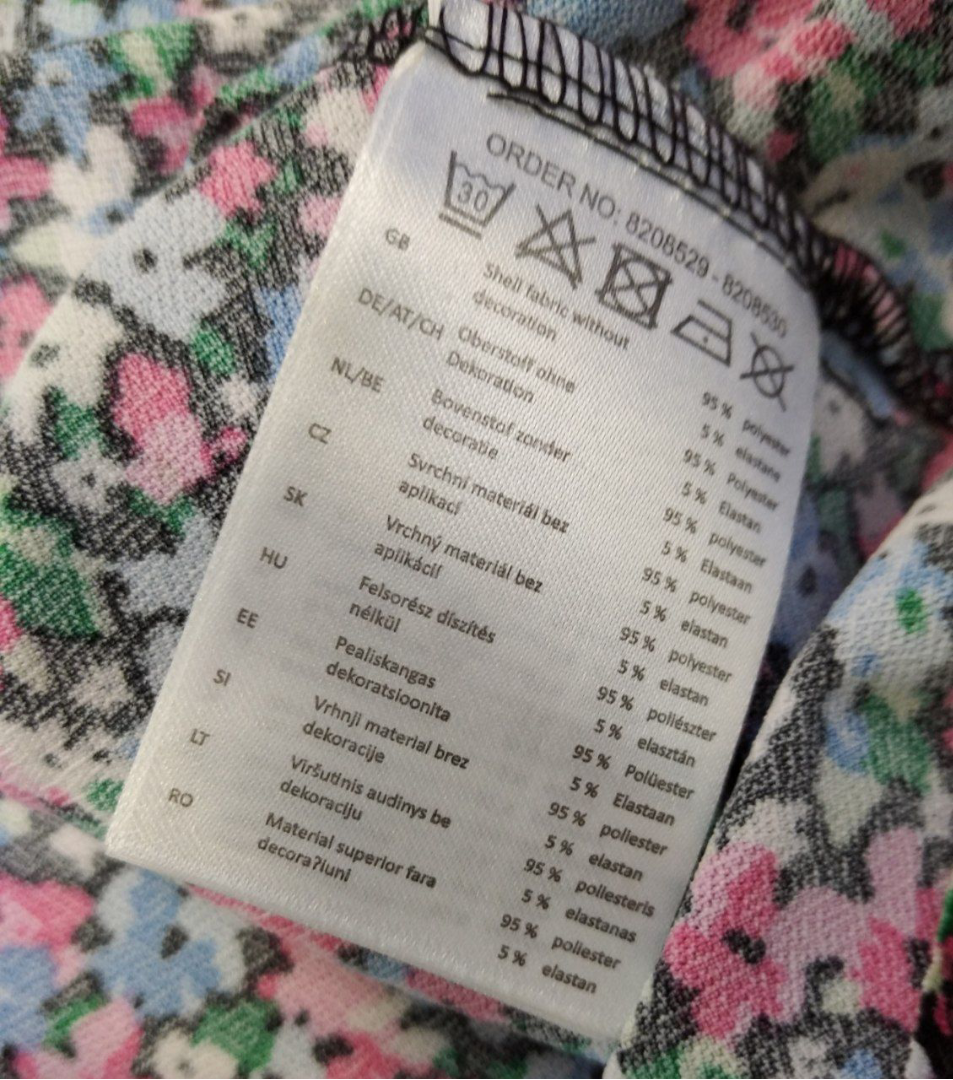 ORDER NO: 8208529 - 8208530
30
GB Shell fabric without 95 % polyester
decoration 5 % elastane
DE/AT/CH Oberstoff ohne 95 % Polyester
Dekoration 5 % Elastan
NL/BE Bovenstof zonder 95 % polyester
decoratie 5 % Elastaan
CZ Svrchní materiál bez 95 % polyester
aplikací 5 % elastan
SK Vrchný materiál bez 95 % polyester
aplikácií 5 % elastan
HU Felsőrész díszítés 95 % poliészter
nélkül 5 % elasztán
EE Pealiskangas 95 % Polüester
dekoratsioonita 5 % Elastaan
SI Vrhnji material brez 95 % poliester
dekoracije 5 % elastan
LT Viršutinis audinys be 95 % poliesteris
dekoraciju 5 % elastanas
RO Material superior fara 95 % poliester
decora?iuni 5 % elastan